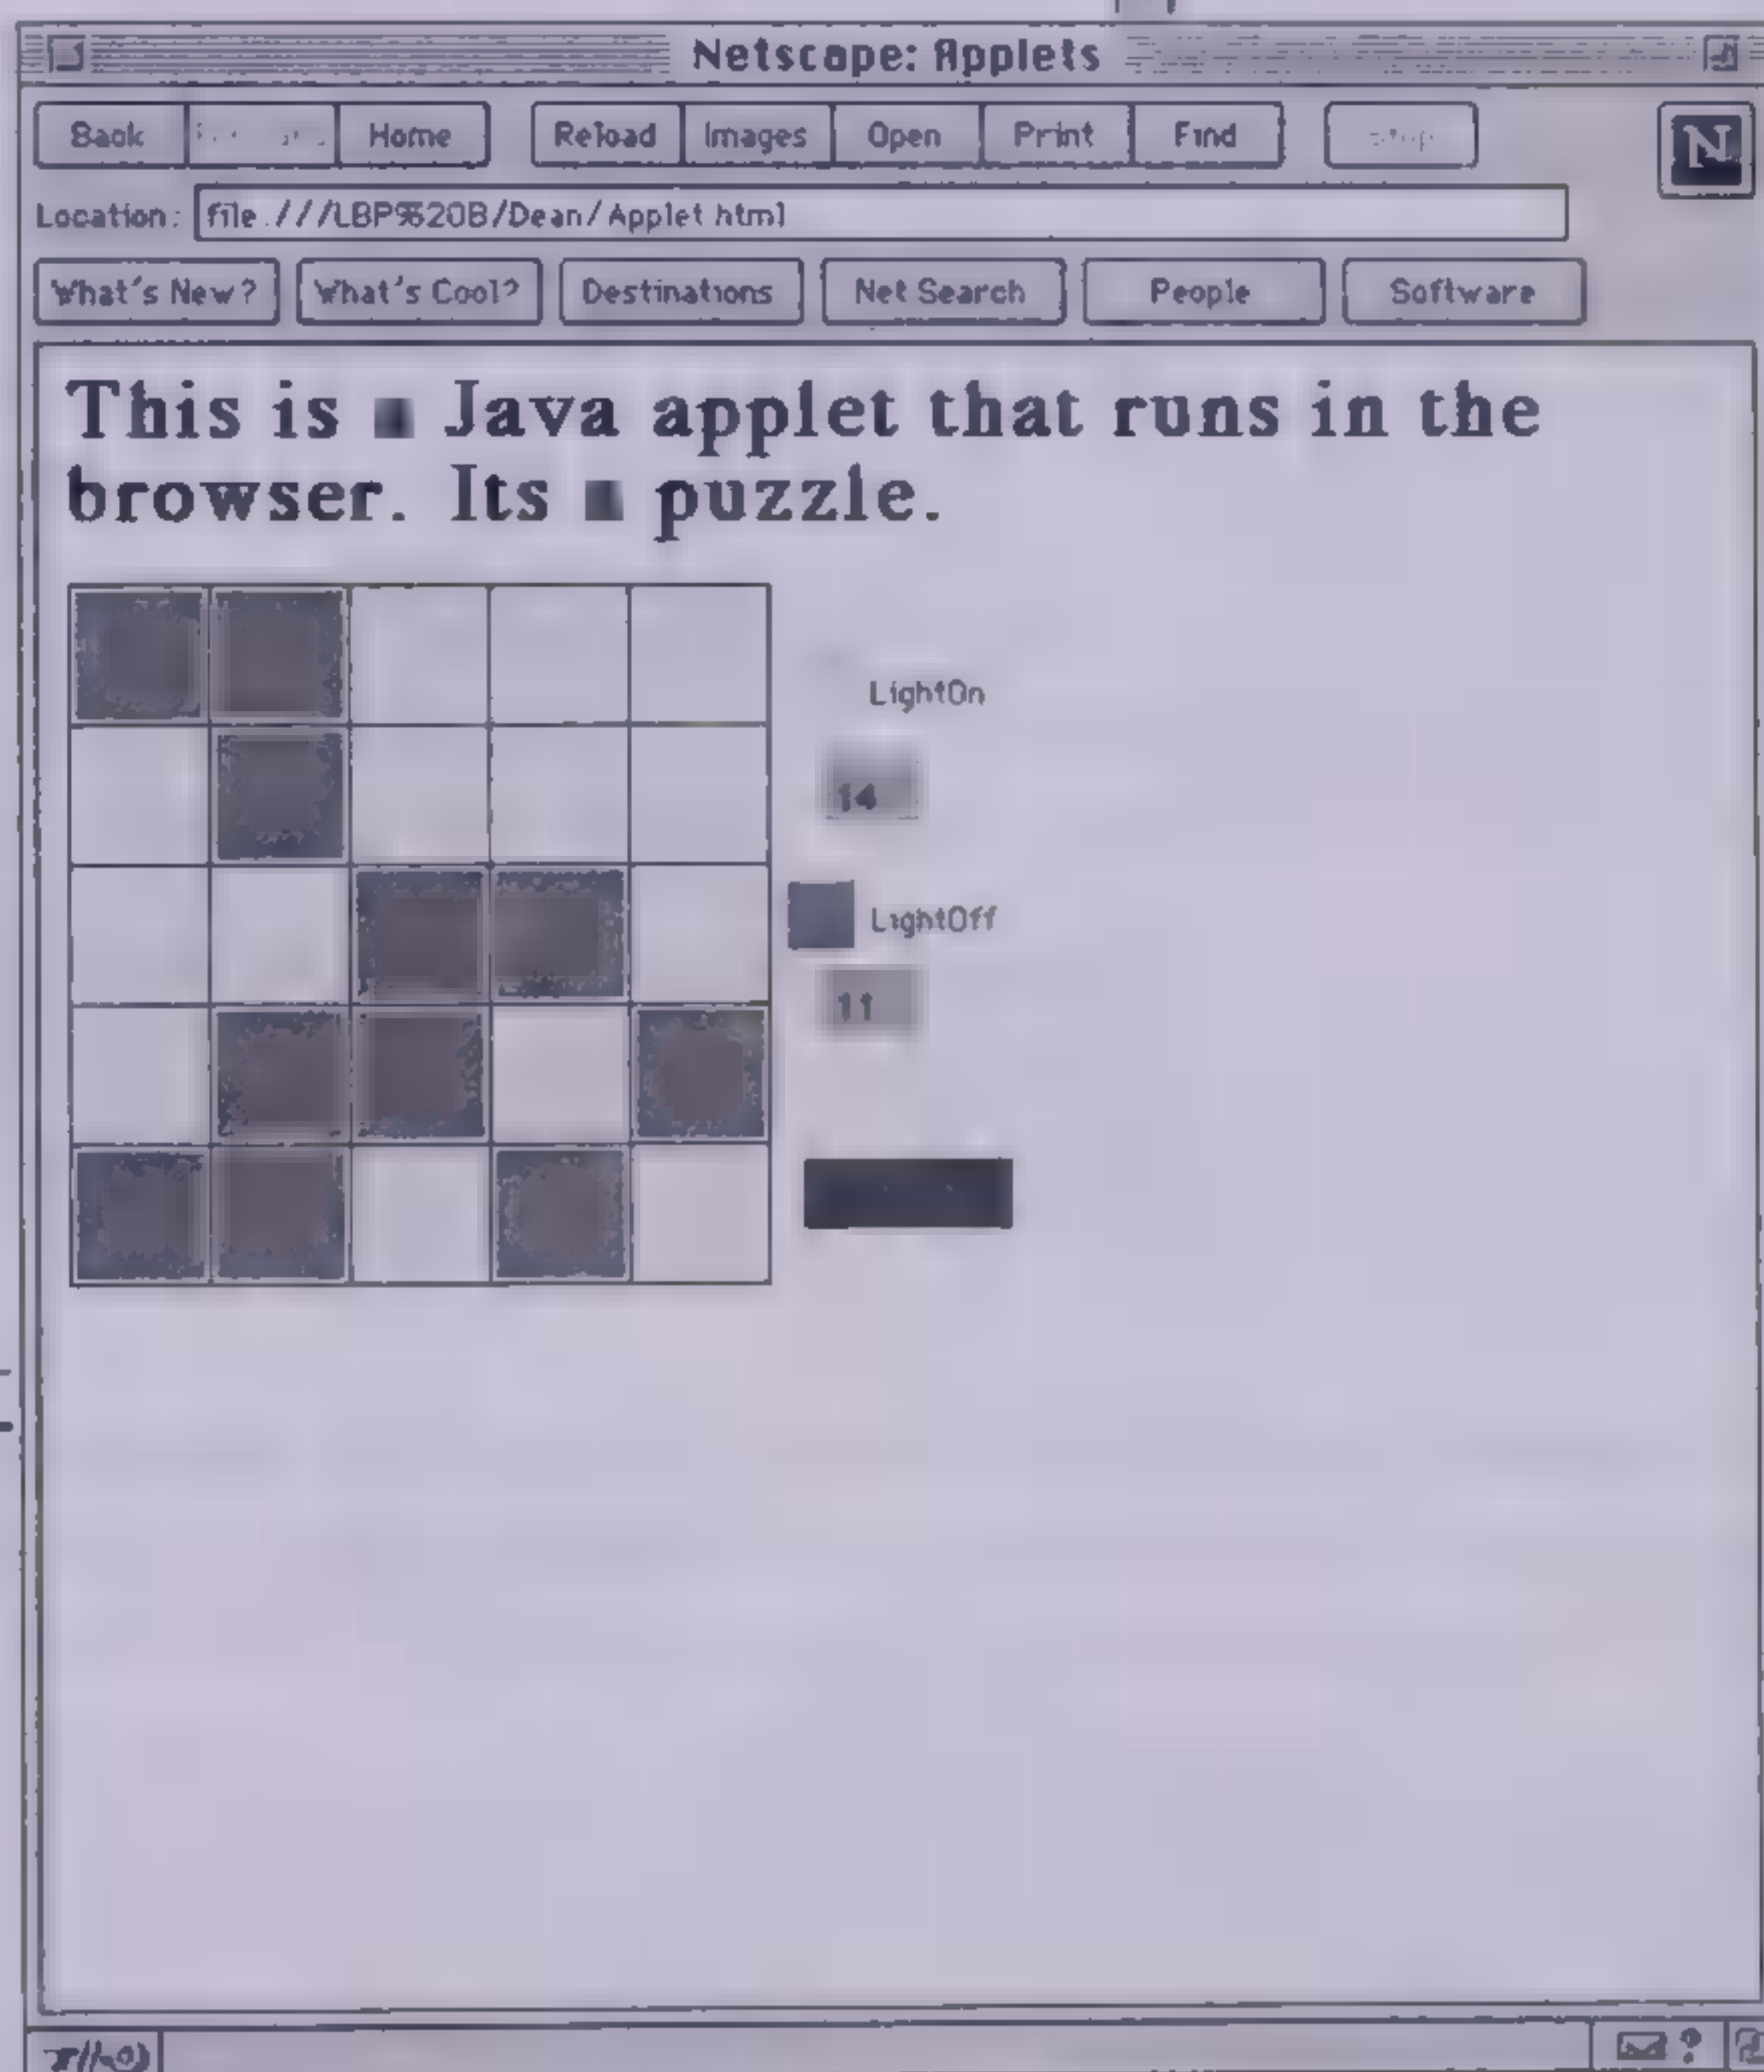 Netscape: Applets
Back Home Reload Images Open Print Find
Location: file:///LBP%20B/Dean/Applet.html
What's New? What's Cool? Destinations Net Search People Software
This is Java applet that runs in the
browser. Its puzzle.
LightOn
14
LightOff
11